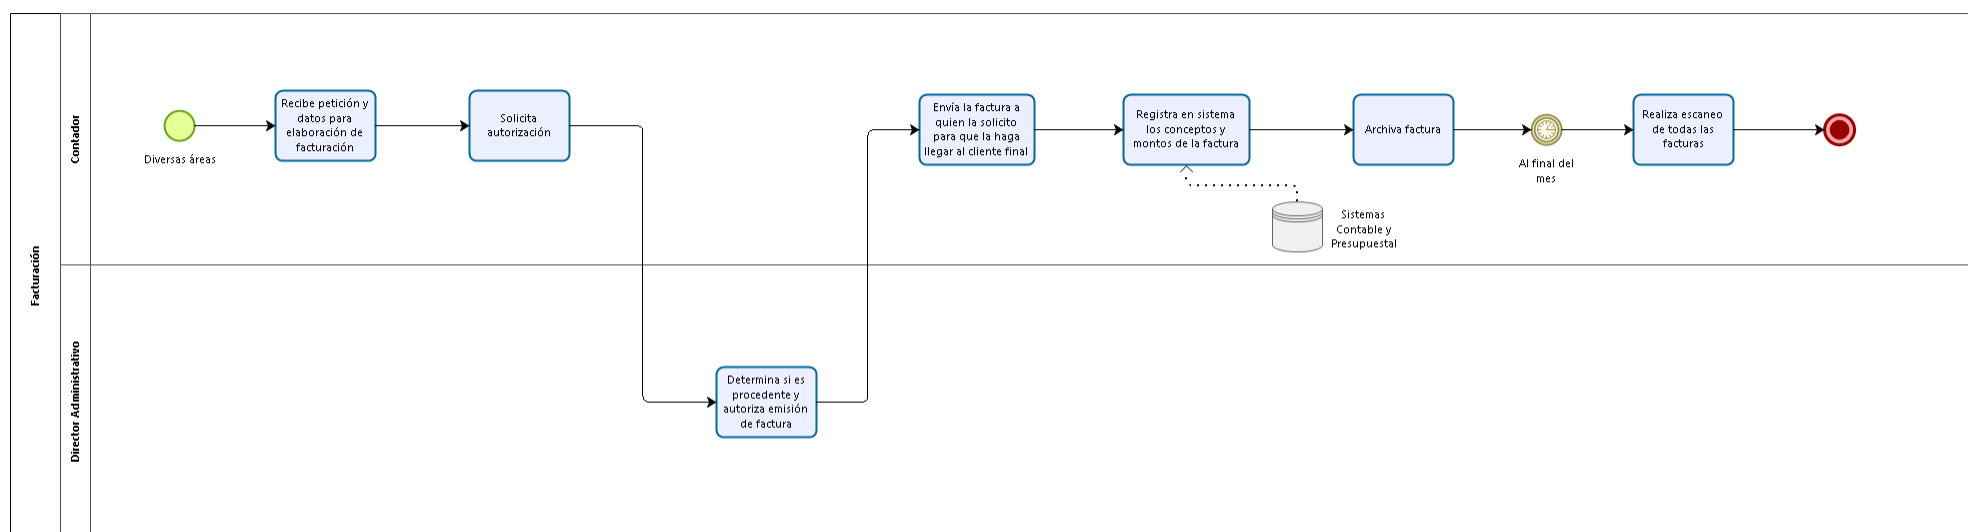 Facturación
Contador
Diversas áreas
Recibe petición y
datos para
elaboración de
facturación
Solicita
autorización
Envía la factura a
quien la solicito
para que la haga
llegar al cliente final
Registra en sistema
los conceptos y
montos de la factura
Sistemas
Contable y
Presupuestal
Archiva factura
Al final del
mes
Realiza escaneo
de todas las
facturas
Director Administrativo
Determina si es
procedente y
autoriza emisión
de factura